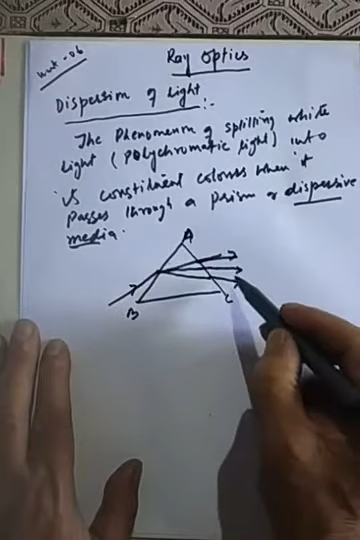 Unit-06
Ray Optics
Dispersion of light:-
The Phenomenon of splitting white
light (Polychromatic light) into
its constituent colours when it
passes through a prism or dispersive
media.
A
B
C